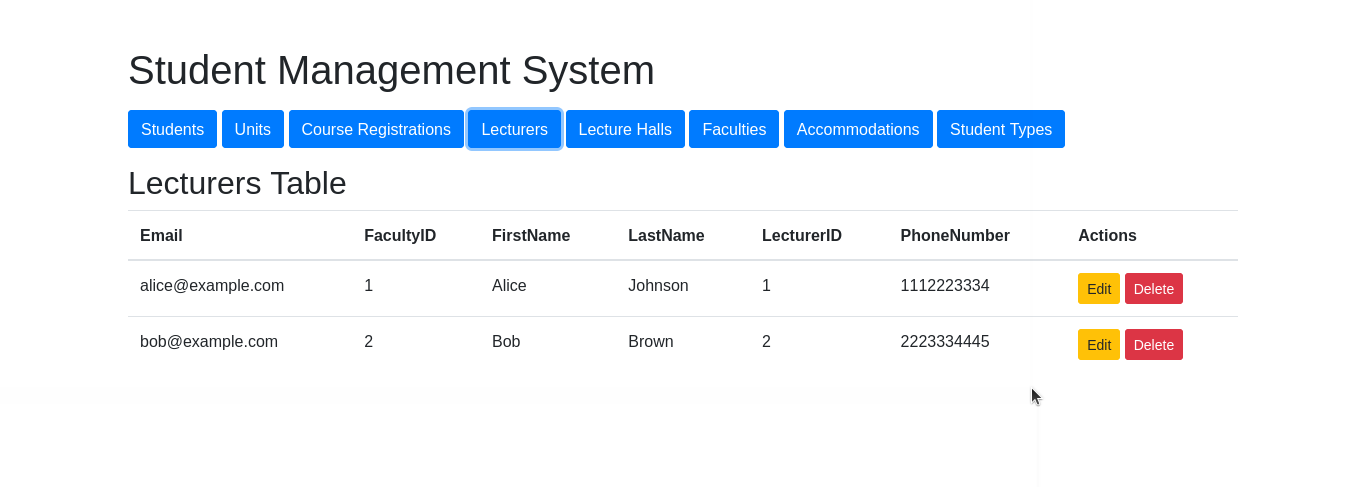 Student Management System
Students Units Course Registrations Lecturers Lecture Halls Faculties Accommodations Student Types
Lecturers Table
Email FacultyID FirstName LastName LecturerID PhoneNumber Actions
alice@example.com 1 Alice Johnson 1 1112223334 Edit Delete
bob@example.com 2 Bob Brown 2 2223334445 Edit Delete